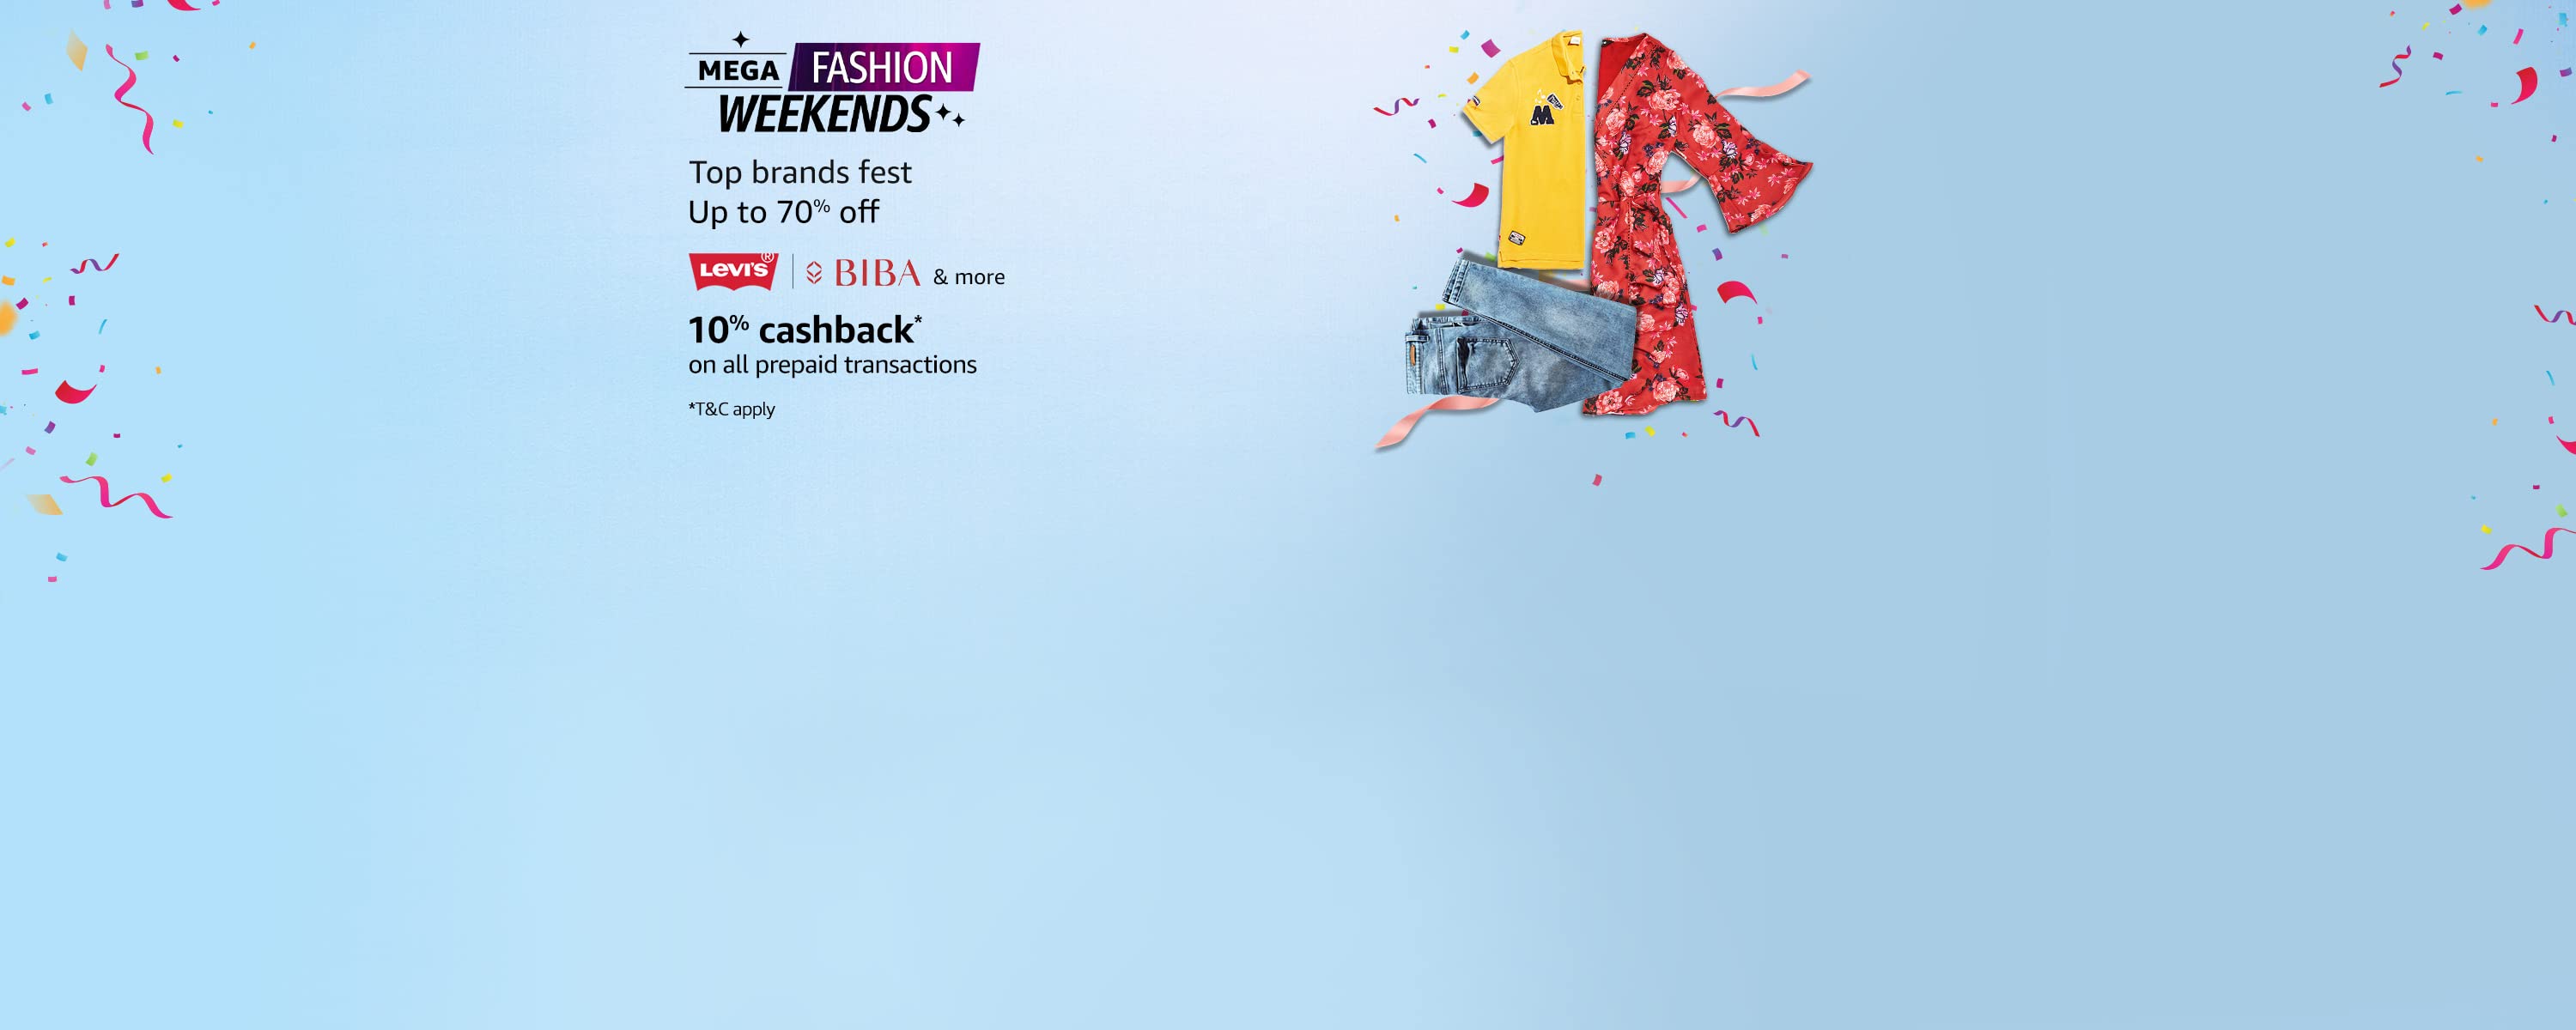 MEGA FASHION
WEEKENDS
Top brands fest
Up to 70% off
LEVI'S® | BIBA & more
10% cashback*
on all prepaid transactions
*T&C apply
M